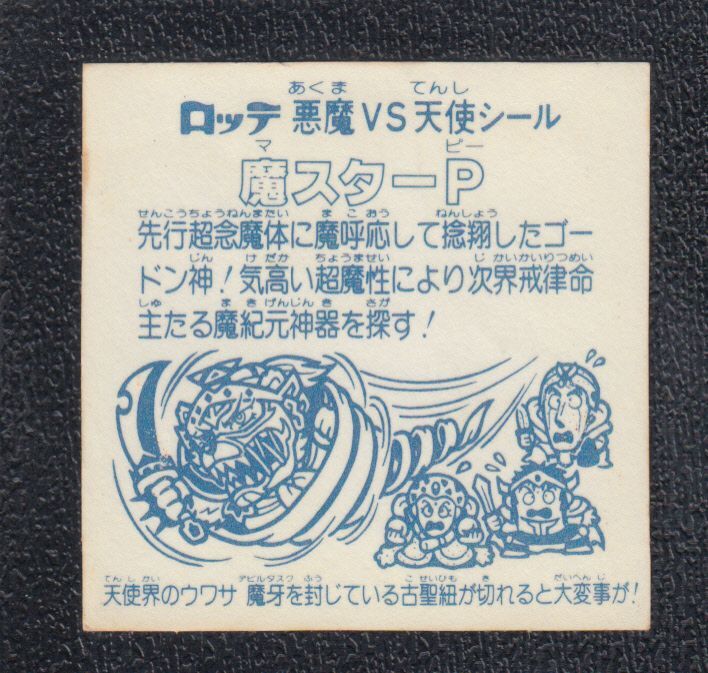 あくま てんし
ロッテ 悪魔VS天使シール
マ ピー
魔スターP
せんこうちょうねんまたい まこおう ねんしょう
先行超念魔体に魔呼応して捻翔したゴー
じん けだか ちょうませい じかいかいりつめい
ドン神！気高い超魔性により次界戒律命
しゅ まきげんじんき さが
主たる魔紀元神器を探す！
てんしかい デビルタスク ふう こせいひも き だいへんじ
天使界のウワサ 魔牙を封じている古聖紐が切れると大変事が！